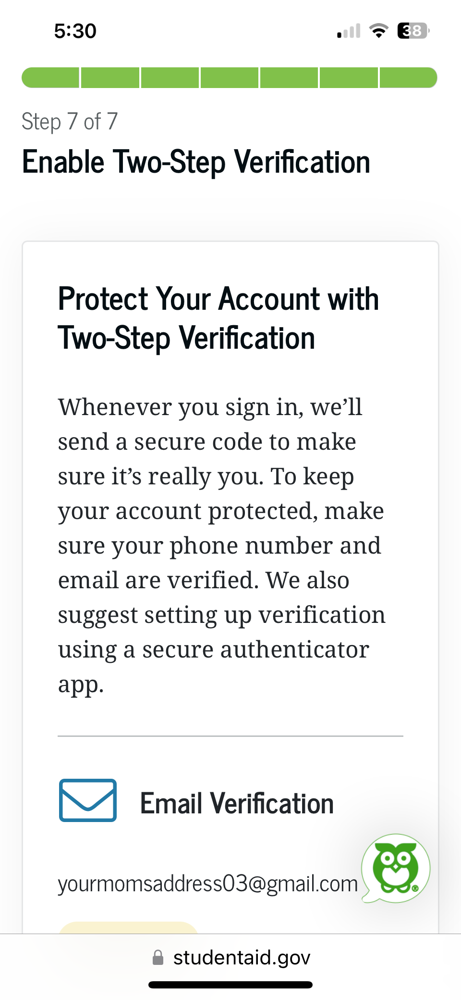 5:30
38
Step 7 of 7
Enable Two-Step Verification
Protect Your Account with
Two-Step Verification
Whenever you sign in, we’ll
send a secure code to make
sure it’s really you. To keep
your account protected, make
sure your phone number and
email are verified. We also
suggest setting up verification
using a secure authenticator
app.
Email Verification
yourmomsaddress03@gmail.com
®
studentaid.gov